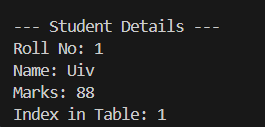 --- Student Details ---
Roll No: 1
Name: Uiv
Marks: 88
Index in Table: 1